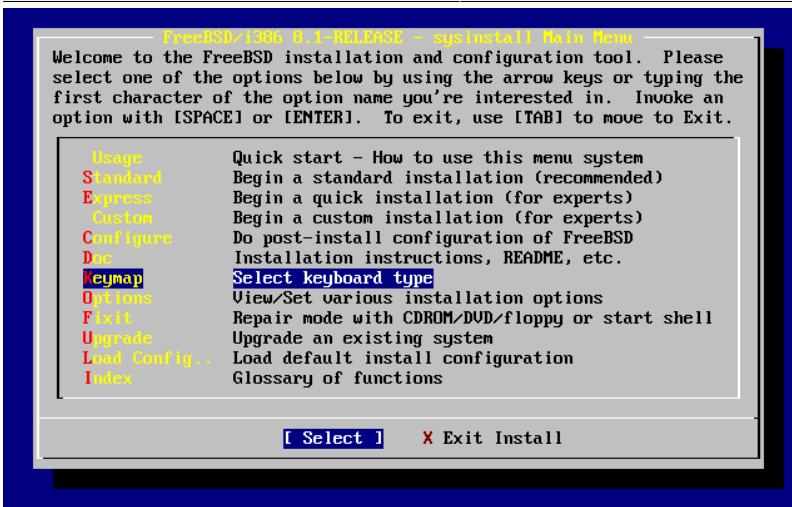 FreeBSD/i386 8.1-RELEASE - sysinstall Main Menu
Welcome to the FreeBSD installation and configuration tool.  Please
select one of the options below by using the arrow keys or typing the
first character of the option name you're interested in.  Invoke an
option with [SPACE] or [ENTER].  To exit, use [TAB] to move to Exit.
Usage Quick start - How to use this menu system
Standard Begin a standard installation (recommended)
Express Begin a quick installation (for experts)
Custom Begin a custom installation (for experts)
Configure Do post-install configuration of FreeBSD
Doc Installation instructions, README, etc.
Keymap Select keyboard type
Options View/Set various installation options
Fixit Repair mode with CDROM/DVD/floppy or start shell
Upgrade Upgrade an existing system
Load Config.. Load default install configuration
Index Glossary of functions
[ Select ] X Exit Install